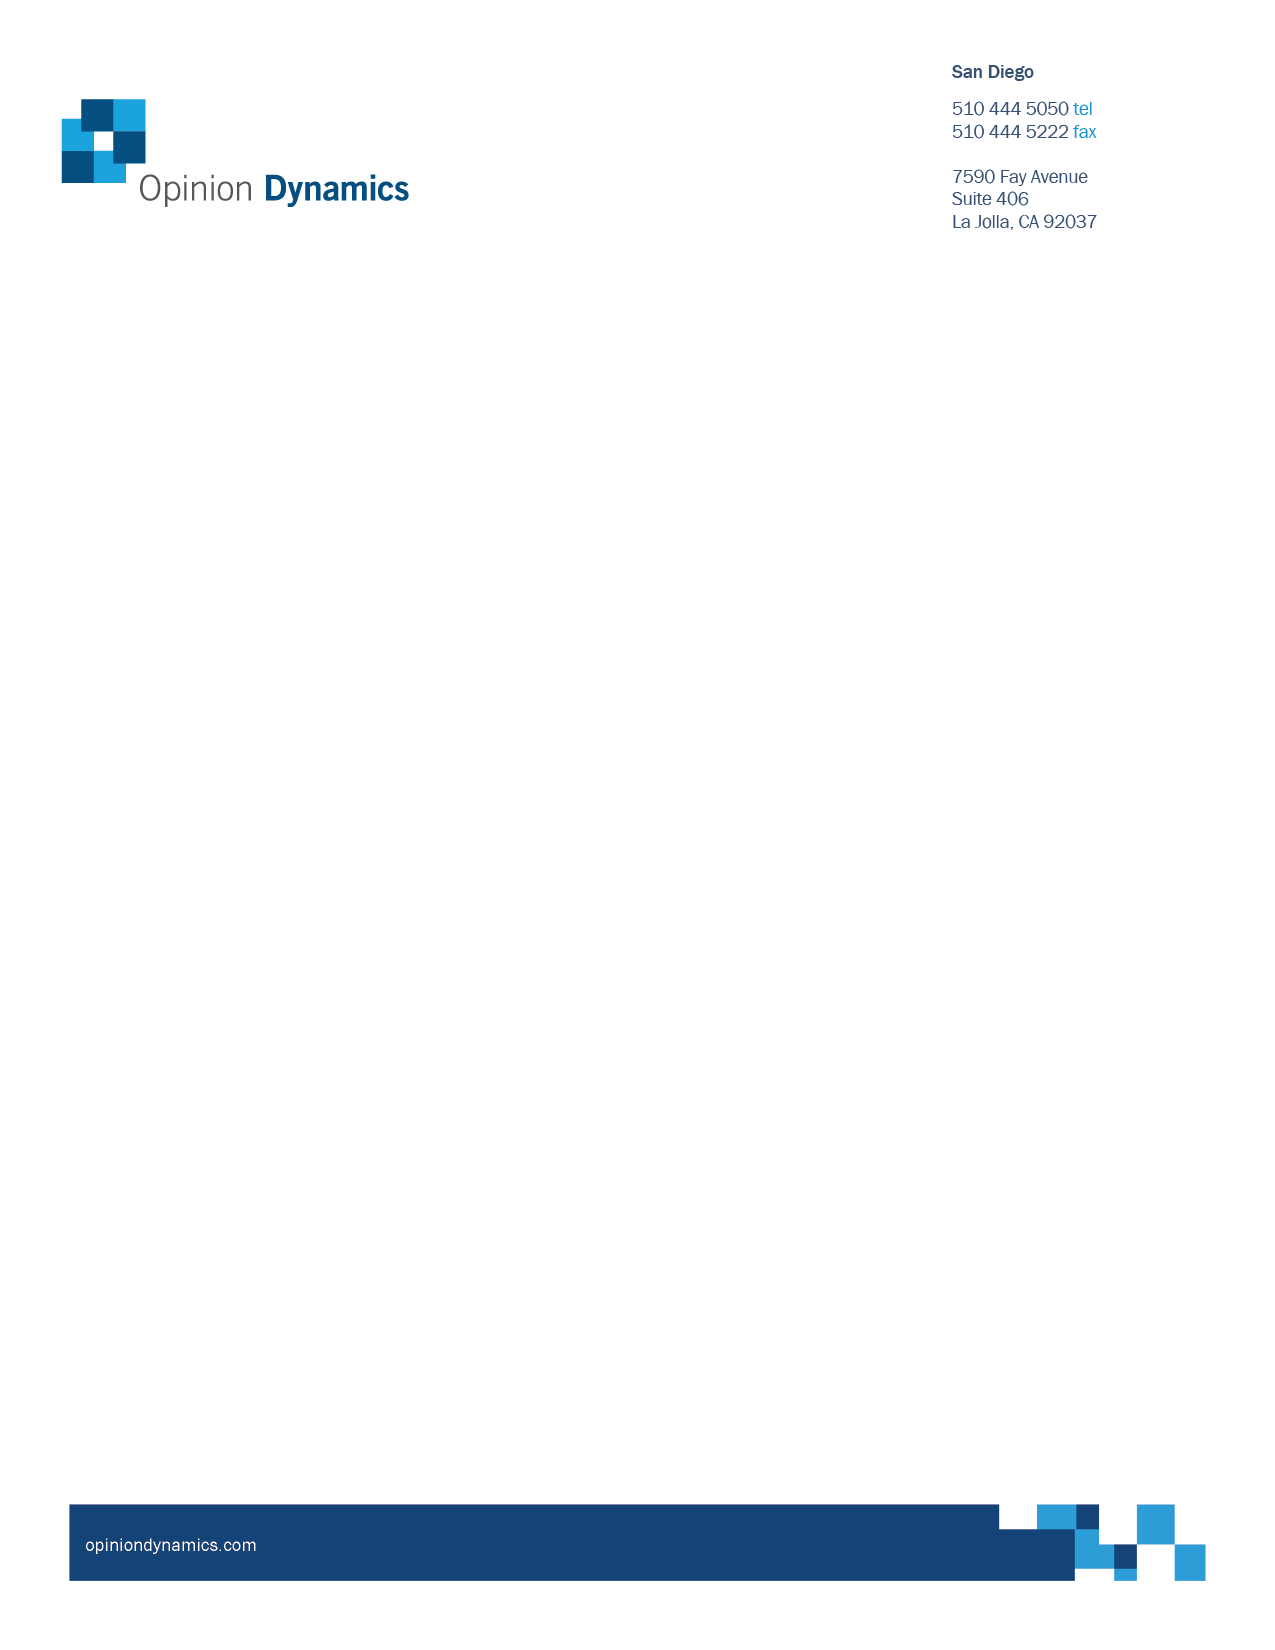 San Diego
510 444 5050 tel
510 444 5222 fax
7590 Fay Avenue
Suite 406
La Jolla, CA 92037
Opinion Dynamics
opiniondynamics.com